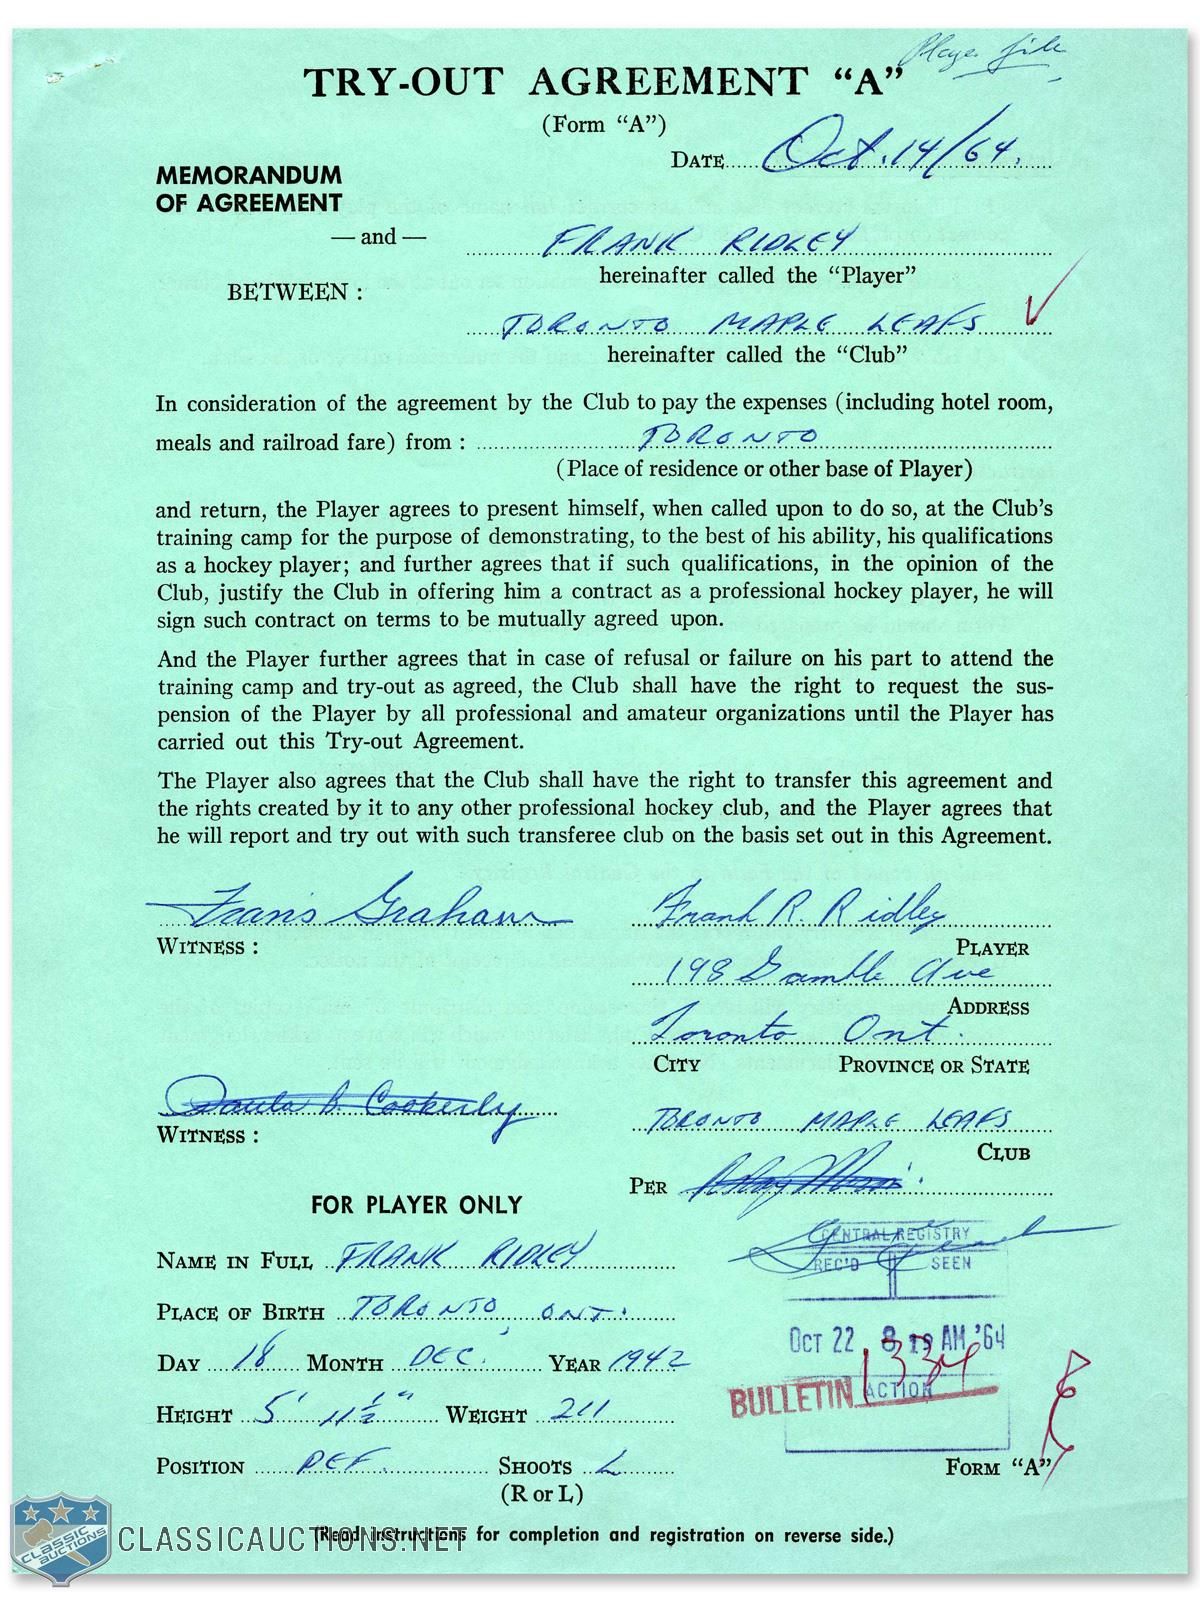 Player file
TRY-OUT AGREEMENT “A”
(Form “A”)
DATE Oct. 14/64.
MEMORANDUM
OF AGREEMENT
— and —
FRANK RIDLEY
hereinafter called the “Player”
BETWEEN :
TORONTO MAPLE LEAFS
hereinafter called the “Club”
In consideration of the agreement by the Club to pay the expenses (including hotel room,
meals and railroad fare) from : TORONTO
(Place of residence or other base of Player)
and return, the Player agrees to present himself, when called upon to do so, at the Club’s
training camp for the purpose of demonstrating, to the best of his ability, his qualifications
as a hockey player; and further agrees that if such qualifications, in the opinion of the
Club, justify the Club in offering him a contract as a professional hockey player, he will
sign such contract on terms to be mutually agreed upon.
And the Player further agrees that in case of refusal or failure on his part to attend the
training camp and try-out as agreed, the Club shall have the right to request the sus-
pension of the Player by all professional and amateur organizations until the Player has
carried out this Try-out Agreement.
The Player also agrees that the Club shall have the right to transfer this agreement and
the rights created by it to any other professional hockey club, and the Player agrees that
he will report and try out with such transferee club on the basis set out in this Agreement.
Travis Graham Frank R. Ridley
WITNESS : PLAYER
198 Gamble Ave
ADDRESS
Toronto Ont.
CITY PROVINCE OR STATE
B. Cookerly
WITNESS :
TORONTO MAPLE LEAFS
CLUB
PER
FOR PLAYER ONLY
NAME IN FULL FRANK RIDLEY
CENTRAL REGISTRY
REC'D SEEN
PLACE OF BIRTH TORONTO, ONT.
OCT 22 8 19 AM '64
DAY 18 MONTH DEC. YEAR 1942
1334
BULLETIN ACTION
HEIGHT 5' 11½" WEIGHT 211
POSITION DEF. SHOOTS L
(R or L)
FORM “A”
(Read instructions for completion and registration on reverse side.)
CLASSIC AUCTIONS
CLASSICAUCTIONS.NET